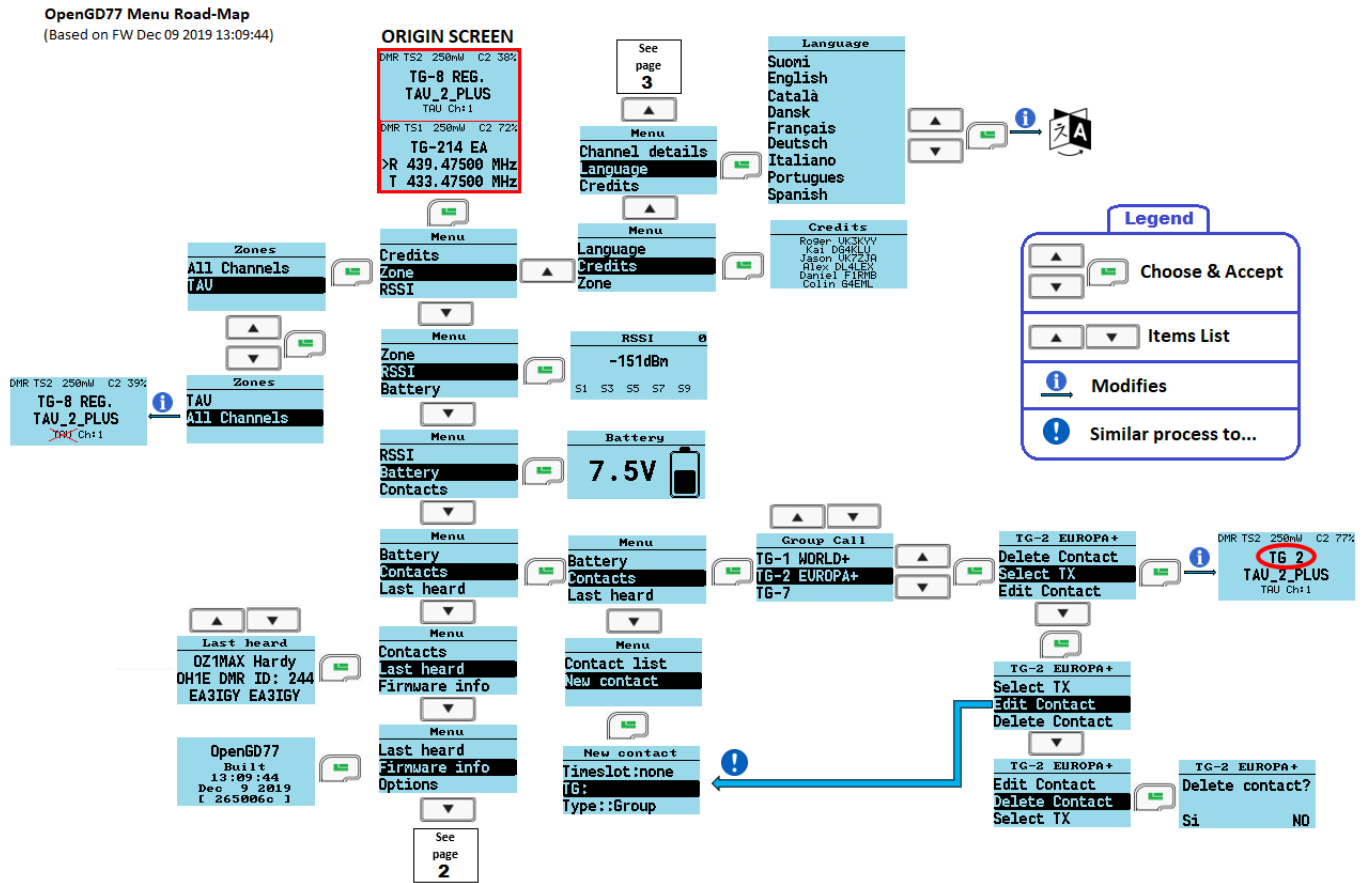 OpenGD77 Menu Road-Map
(Based on FW Dec 09 2019 13:09:44)
ORIGIN SCREEN
DMR TS2 250mW C2 38%
TG-8 REG.
TAU_2_PLUS
TAU Ch:1
DMR TS1 250mW C2 72%
TG-214 EA
>R 439.47500 MHz
T 433.47500 MHz
See
page
3
Menu
Channel details
Language
Credits
Language
Suomi
English
Català
Dansk
Français
Deutsch
Italiano
Portugues
Spanish
Menu
Language
Credits
Zone
Credits
Roger VK3KYY
Kai DG4KLU
Jason VK7ZJA
Alex DL4LEX
Daniel F1RMB
Colin G4EML
Legend
Choose & Accept
Items List
Modifies
Similar process to...
Menu
Credits
Zone
RSSI
Zones
All Channels
TAU
Zones
TAU
All Channels
DMR TS2 250mW C2 39%
TG-8 REG.
TAU_2_PLUS
TAU Ch:1
Menu
Zone
RSSI
Battery
RSSI 0
-151dBm
S1 S3 S5 S7 S9
Menu
RSSI
Battery
Contacts
Battery
7.5V
Menu
Battery
Contacts
Last heard
Menu
Battery
Contacts
Last heard
Group Call
TG-1 WORLD+
TG-2 EUROPA+
TG-7
TG-2 EUROPA+
Delete Contact
Select TX
Edit Contact
DMR TS2 250mW C2 77%
TG 2
TAU_2_PLUS
TAU Ch:1
Menu
Contacts
Last heard
Firmware info
Last heard
OZ1MAX Hardy
OH1E DMR ID: 244
EA3IGY EA3IGY
Menu
Contact list
New contact
New contact
Timeslot:none
TG:
Type::Group
TG-2 EUROPA+
Select TX
Edit Contact
Delete Contact
TG-2 EUROPA+
Edit Contact
Delete Contact
Select TX
TG-2 EUROPA+
Delete contact?
Si NO
Menu
Last heard
Firmware info
Options
OpenGD77
Built
13:09:44
Dec 9 2019
[ 265006c ]
See
page
2